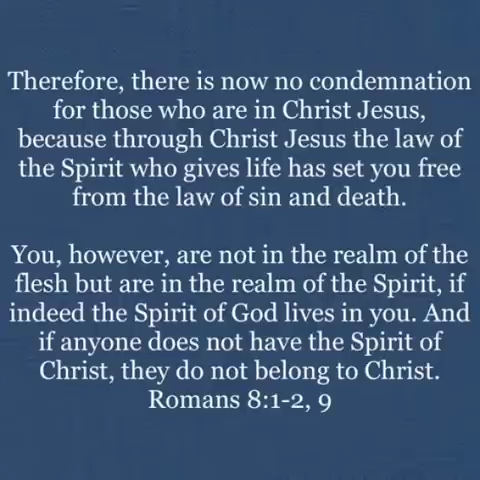 Therefore, there is now no condemnation
for those who are in Christ Jesus,
because through Christ Jesus the law of
the Spirit who gives life has set you free
from the law of sin and death.
You, however, are not in the realm of the
flesh but are in the realm of the Spirit, if
indeed the Spirit of God lives in you. And
if anyone does not have the Spirit of
Christ, they do not belong to Christ.
Romans 8:1-2, 9